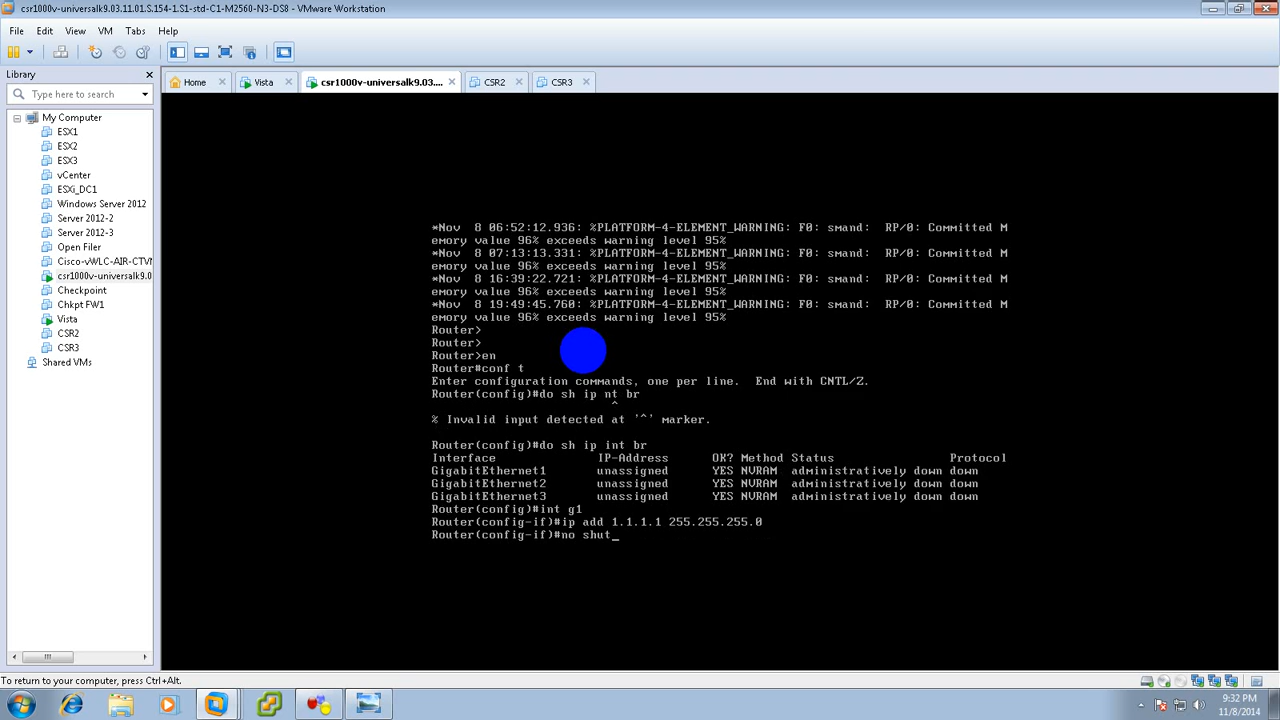 csr1000v-universalk9.03.11.01.S.154-1.S1-std-C1-M2560-N3-DS8 - VMware Workstation
File Edit View VM Tabs Help
Library
Type here to search
My Computer
ESX1
ESX2
ESX3
vCenter
ESXi_DC1
Windows Server 2012
Server 2012-2
Server 2012-3
Open Filer
Cisco-vWLC-AIR-CTVM
csr1000v-universalk9.0
Checkpoint
Chkpt FW1
Vista
CSR2
CSR3
Shared VMs
Home Vista csr1000v-universalk9.03.... CSR2 CSR3
*Nov  8 06:52:12.936: %PLATFORM-4-ELEMENT_WARNING: F0: smand:  RP/0: Committed M
emory value 96% exceeds warning level 95%
*Nov  8 07:13:13.331: %PLATFORM-4-ELEMENT_WARNING: F0: smand:  RP/0: Committed M
emory value 96% exceeds warning level 95%
*Nov  8 16:39:22.721: %PLATFORM-4-ELEMENT_WARNING: F0: smand:  RP/0: Committed M
emory value 96% exceeds warning level 95%
*Nov  8 19:49:45.760: %PLATFORM-4-ELEMENT_WARNING: F0: smand:  RP/0: Committed M
emory value 96% exceeds warning level 95%
Router>
Router>
Router>en
Router#conf t
Enter configuration commands, one per line.  End with CNTL/Z.
Router(config)#do sh ip nt br
^
% Invalid input detected at '^' marker.
Router(config)#do sh ip int br
Interface IP-Address OK? Method Status Protocol
GigabitEthernet1 unassigned YES NVRAM administratively down down
GigabitEthernet2 unassigned YES NVRAM administratively down down
GigabitEthernet3 unassigned YES NVRAM administratively down down
Router(config)#int g1
Router(config-if)#ip add 1.1.1.1 255.255.255.0
Router(config-if)#no shut_
To return to your computer, press Ctrl+Alt.
9:32 PM
11/8/2014